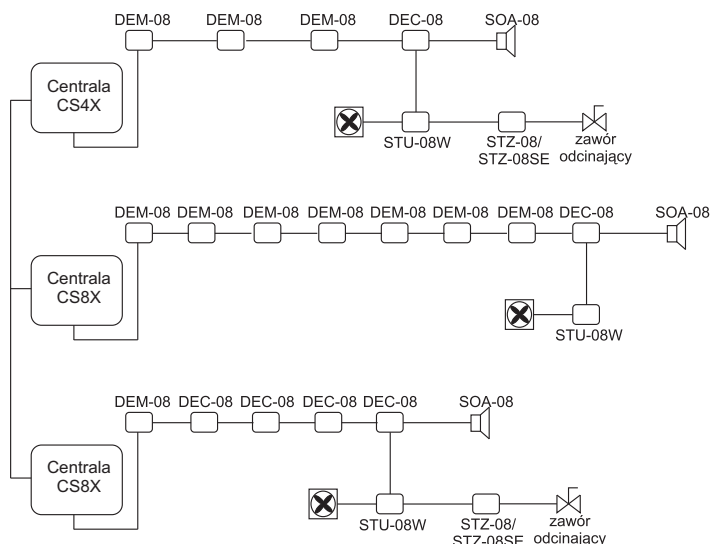 DEM-08 DEM-08 DEM-08 DEC-08 SOA-08
Centrala
CS4X
STU-08W
STZ-08/
STZ-08SE
zawór
odcinający
DEM-08 DEM-08 DEM-08 DEM-08 DEM-08 DEM-08 DEM-08 DEC-08 SOA-08
Centrala
CS8X
STU-08W
DEM-08 DEC-08 DEC-08 DEC-08 DEC-08 SOA-08
Centrala
CS8X
STU-08W
STZ-08/
STZ-08SE
zawór
odcinający